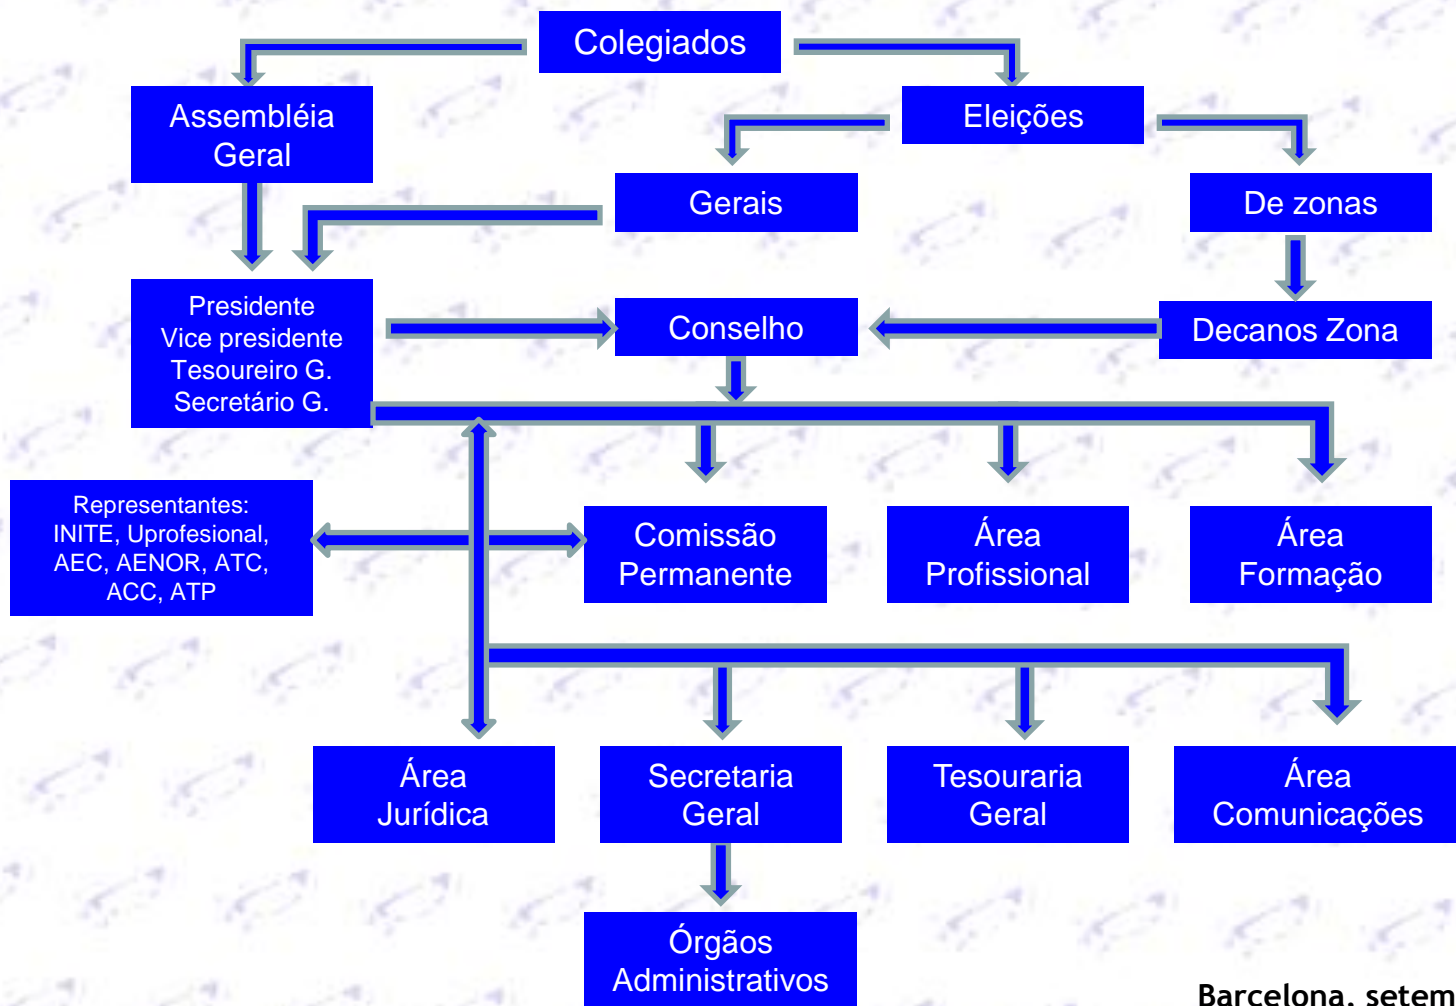 Colegiados
Assembléia
Geral
Eleições
Gerais
De zonas
Presidente
Vice presidente
Tesoureiro G.
Secretário G.
Conselho
Decanos Zona
Representantes:
INITE, Uprofesional,
AEC, AENOR, ATC,
ACC, ATP
Comissão
Permanente
Área
Profissional
Área
Formação
Área
Jurídica
Secretaria
Geral
Tesouraria
Geral
Área
Comunicações
Órgãos
Administrativos
Barcelona, setem